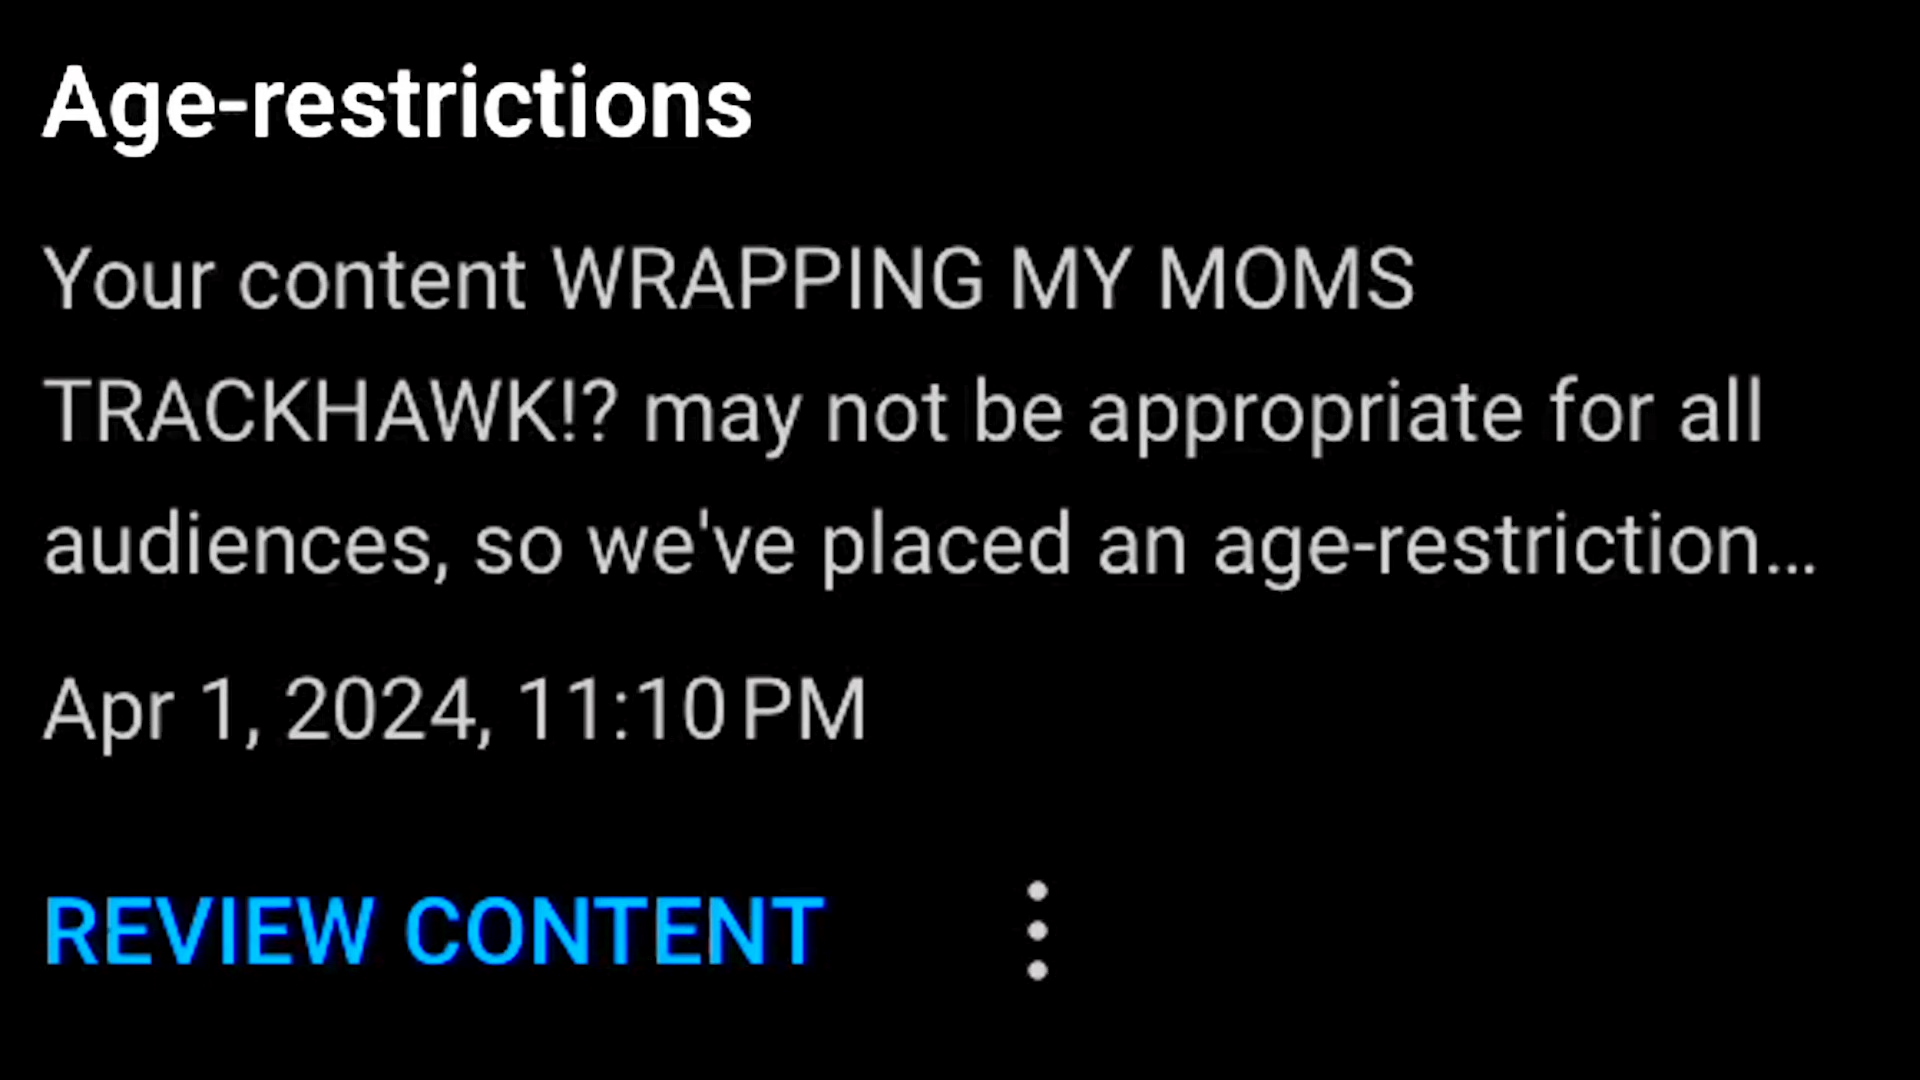 Age-restrictions
Your content WRAPPING MY MOMS
TRACKHAWK!? may not be appropriate for all
audiences, so we've placed an age-restriction...
Apr 1, 2024, 11:10 PM
REVIEW CONTENT